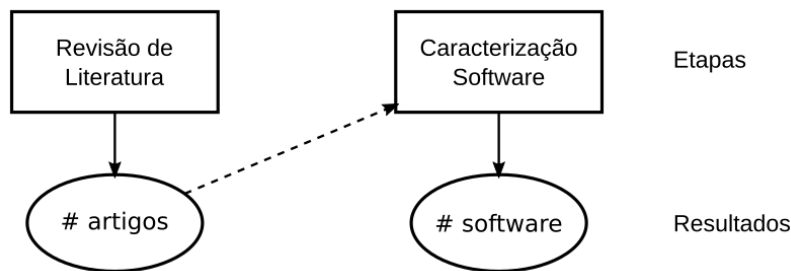 Revisão de
Literatura
Caracterização
Software
Etapas
# artigos
# software
Resultados